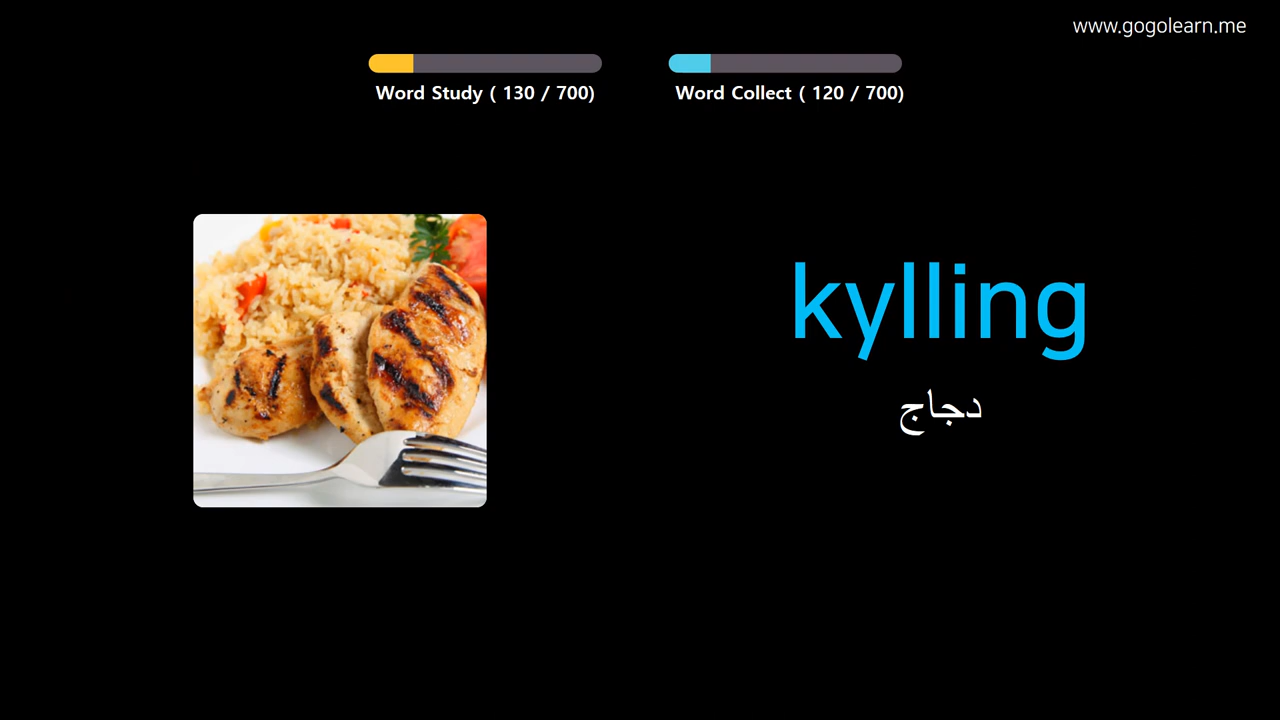 www.gogolearn.me
Word Study ( 130 / 700)
Word Collect ( 120 / 700)
kylling
دجاج